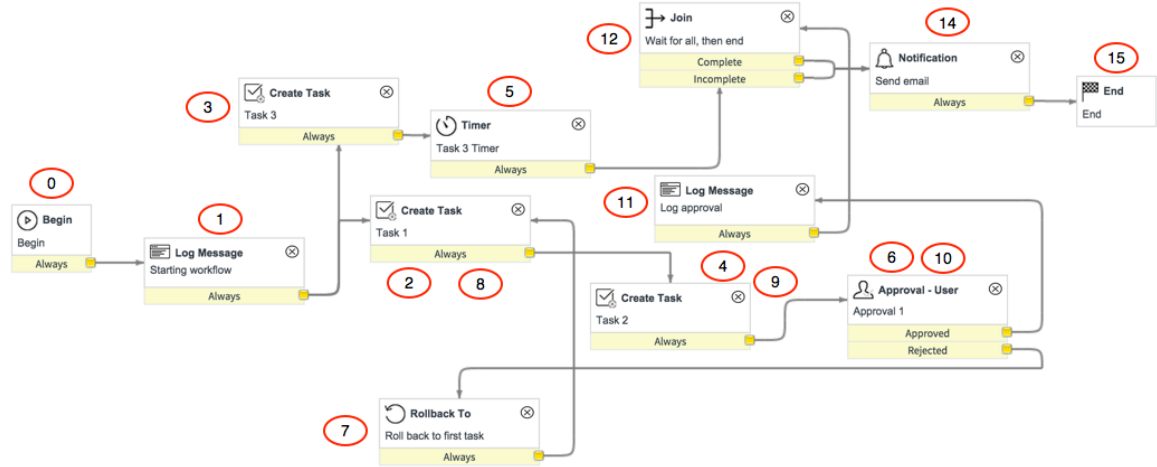 0
Begin
Begin
Always
1
Log Message
Starting workflow
Always
3
Create Task
Task 3
Always
5
Timer
Task 3 Timer
Always
Create Task
Task 1
Always
2
8
4
9
Create Task
Task 2
Always
6
10
Approval - User
Approval 1
Approved
Rejected
7
Rollback To
Roll back to first task
Always
11
Log Message
Log approval
Always
12
Join
Wait for all, then end
Complete
Incomplete
14
Notification
Send email
Always
15
End
End